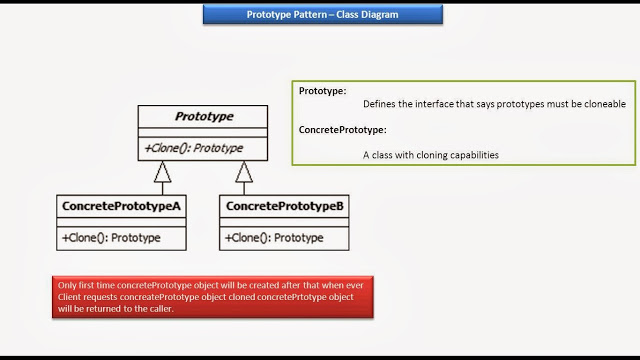 Prototype Pattern – Class Diagram
Prototype:
Defines the interface that says prototypes must be cloneable
ConcretePrototype:
A class with cloning capabilities
Prototype
+Clone(): Prototype
ConcretePrototypeA
+Clone(): Prototype
ConcretePrototypeB
+Clone(): Prototype
Only first time concretePrototype object will be created after that when ever
Client requests concreatePrototype object cloned concretePrtotype object
will be returned to the caller.